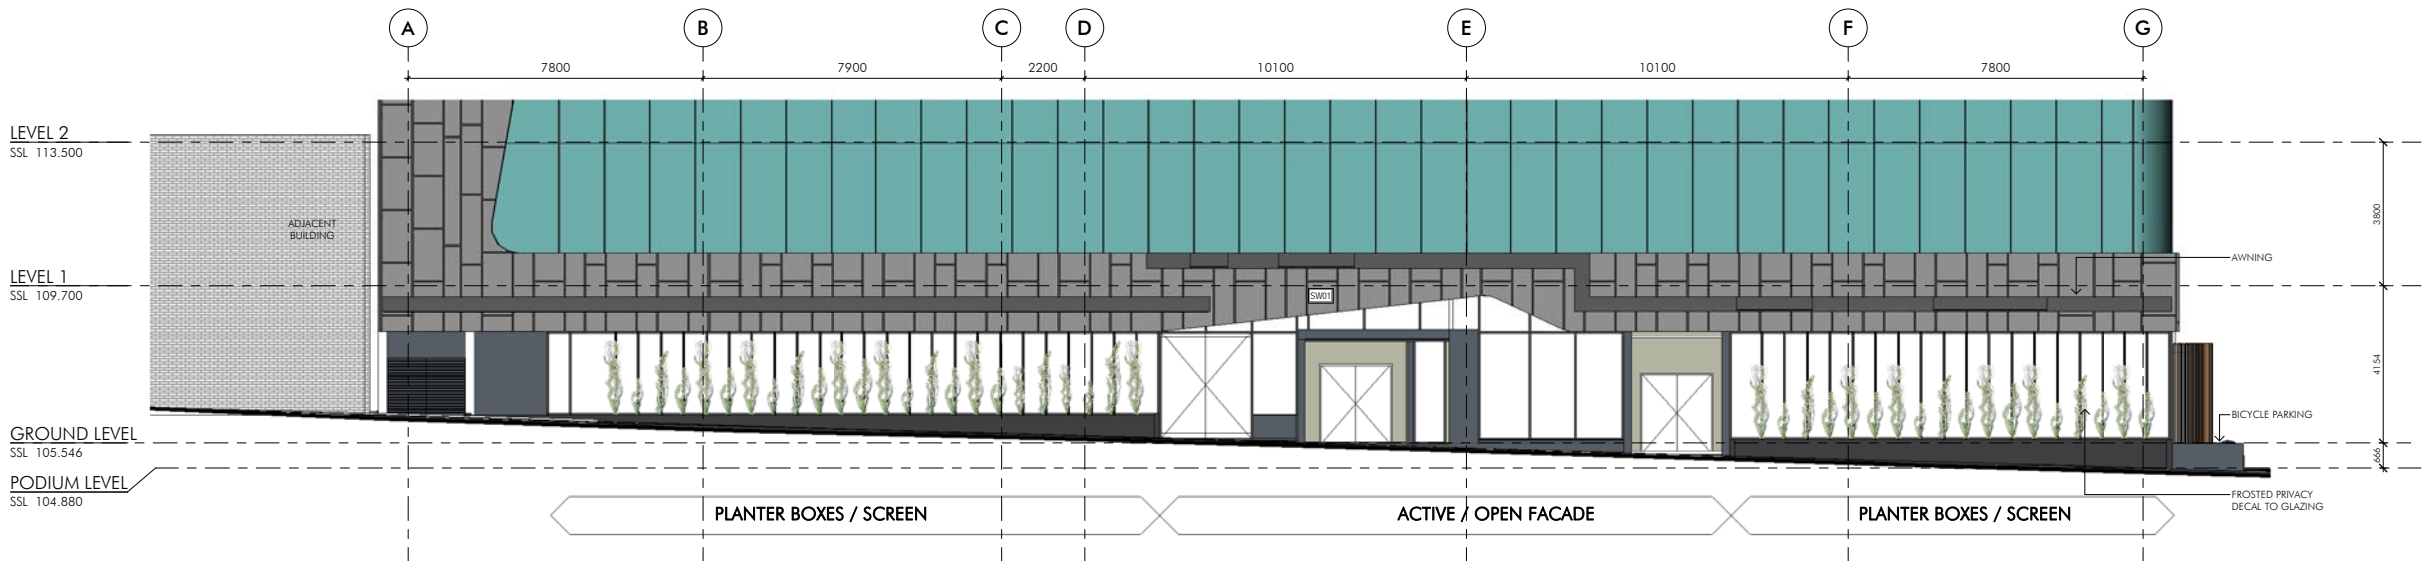 A B C D E F G
7800 7900 2200 10100 10100 7800
LEVEL 2
SSL 113.500
ADJACENT
BUILDING
3800
AWNING
LEVEL 1
SSL 109.700
SW01
4154
BICYCLE PARKING
GROUND LEVEL
SSL 105.546
666
PODIUM LEVEL
SSL 104.880
FROSTED PRIVACY
DECAL TO GLAZING
PLANTER BOXES / SCREEN ACTIVE / OPEN FACADE PLANTER BOXES / SCREEN